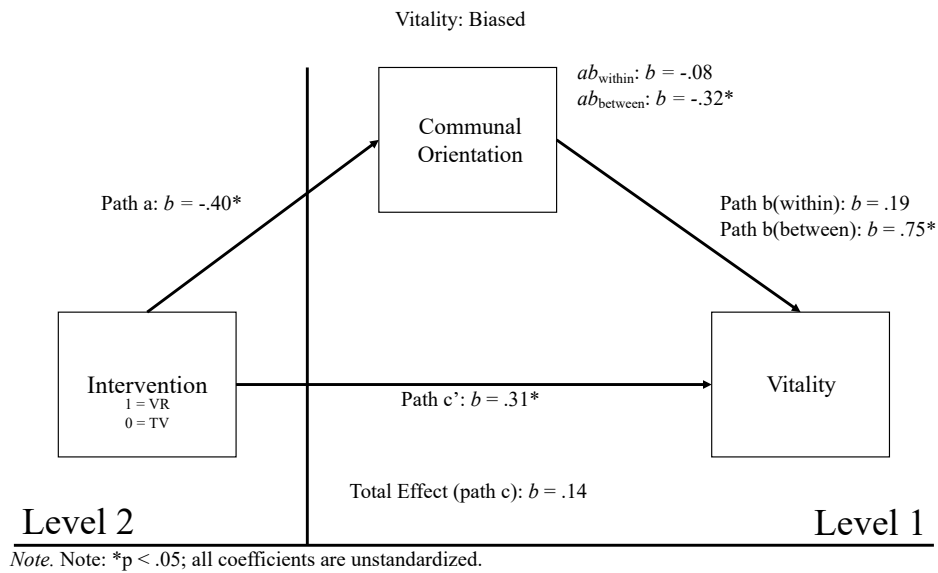 Vitality: Biased
ab_within: b = -.08
ab_between: b = -.32*
Communal
Orientation
Path a: b = -.40*
Path b(within): b = .19
Path b(between): b = .75*
Intervention
1 = VR
0 = TV
Vitality
Path c’: b = .31*
Total Effect (path c): b = .14
Level 2
Level 1
Note. Note: *p < .05; all coefficients are unstandardized.